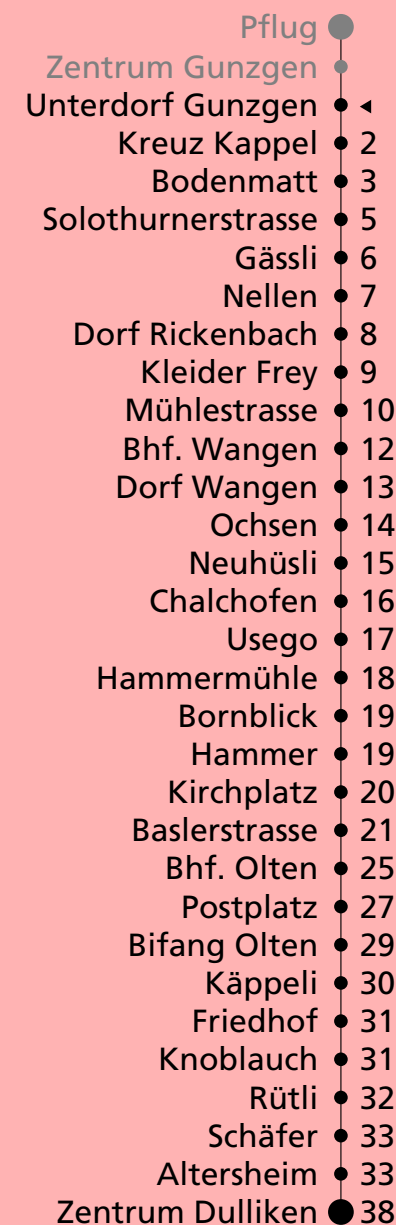 Pflug
Zentrum Gunzgen
Unterdorf Gunzgen
Kreuz Kappel 2
Bodenmatt 3
Solothurnerstrasse 5
Gässli 6
Nellen 7
Dorf Rickenbach 8
Kleider Frey 9
Mühlestrasse 10
Bhf. Wangen 12
Dorf Wangen 13
Ochsen 14
Neuhüsli 15
Chalchofen 16
Usego 17
Hammermühle 18
Bornblick 19
Hammer 19
Kirchplatz 20
Baslerstrasse 21
Bhf. Olten 25
Postplatz 27
Bifang Olten 29
Käppeli 30
Friedhof 31
Knoblauch 31
Rütli 32
Schäfer 33
Altersheim 33
Zentrum Dulliken 38